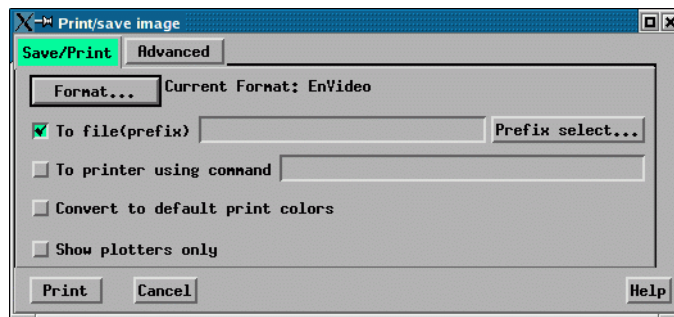 Print/save image
Save/Print Advanced
Format... Current Format: EnVideo
To file(prefix) Prefix select...
To printer using command
Convert to default print colors
Show plotters only
Print Cancel Help